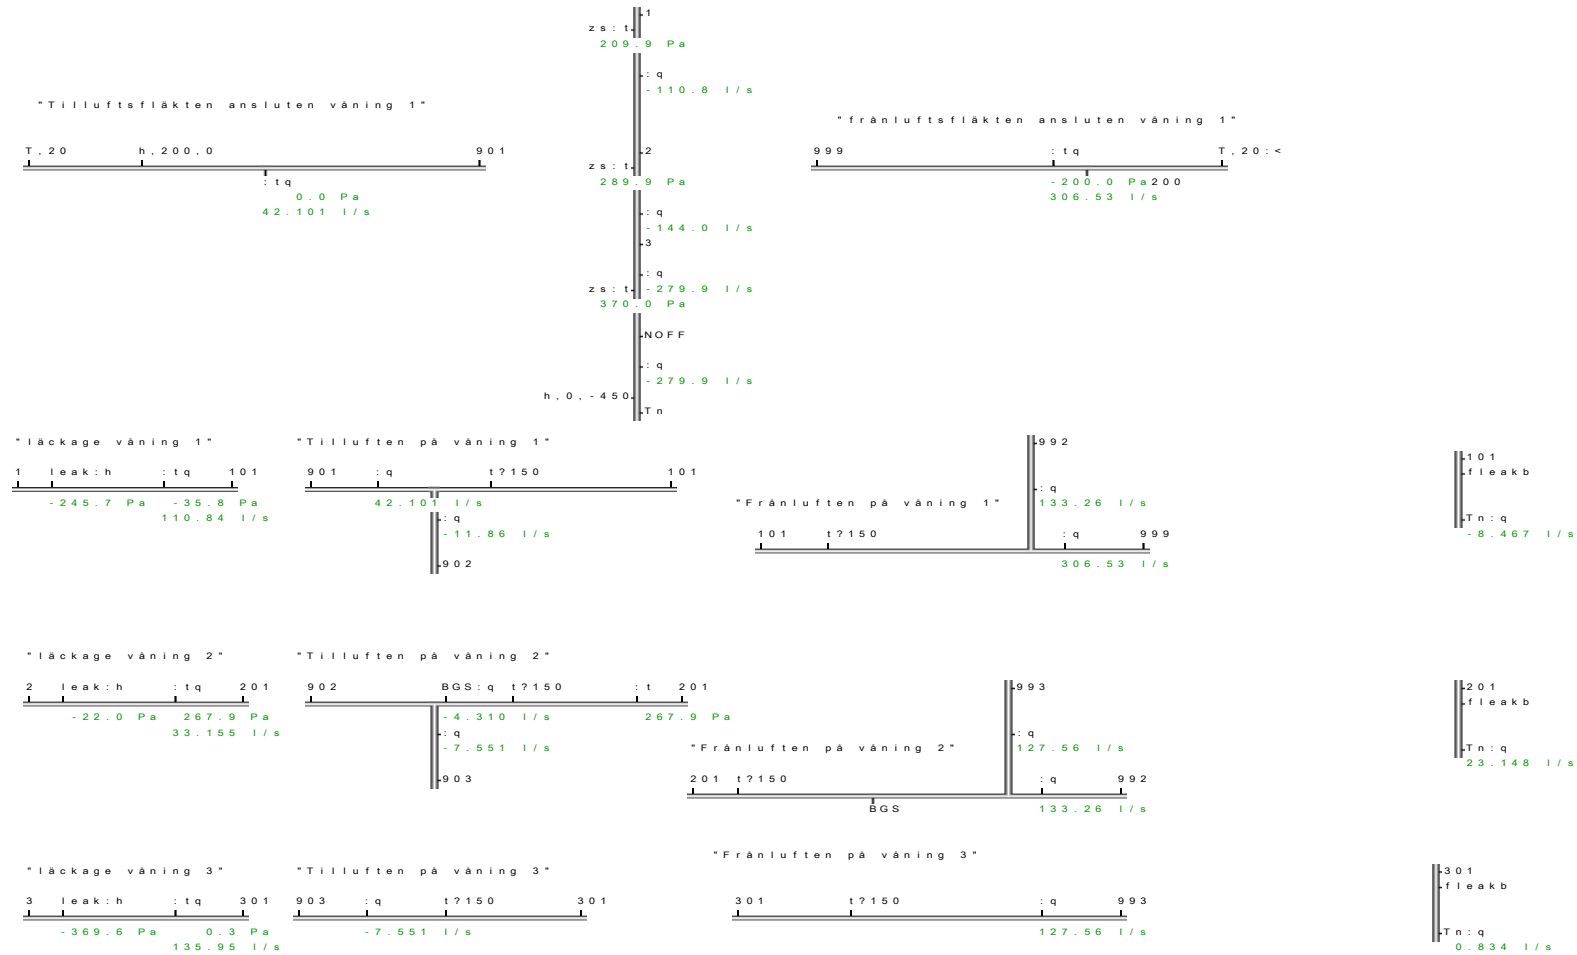 1
zs:t
209.9 Pa
:q
-110.8 l/s
"Tilluftsfläkten ansluten våning 1"
"frånluftsfläkten ansluten våning 1"
T,20 h,200,0 901
2
999 :tq T,20:<
zs:t
:tq
289.9 Pa
-200.0 Pa 200
0.0 Pa
306.53 l/s
42.101 l/s
:q
-144.0 l/s
3
:q
zs:t -279.9 l/s
370.0 Pa
NOFF
:q
-279.9 l/s
h,0,-450
Tn
"läckage våning 1" "Tilluften på våning 1" 992
1 leak:h :tq 101 901 :q t?150 101
101
fleakb
:q
-245.7 Pa -35.8 Pa 42.101 l/s "Frånluften på våning 1" 133.26 l/s
110.84 l/s :q Tn:q
-11.86 l/s 101 t?150 :q 999 -8.467 l/s
902 306.53 l/s
"läckage våning 2" "Tilluften på våning 2"
2 leak:h :tq 201 902 BGS:q t?150 :t 201 993 201
fleakb
-22.0 Pa 267.9 Pa -4.310 l/s 267.9 Pa
33.155 l/s :q :q
-7.551 l/s "Frånluften på våning 2" 127.56 l/s Tn:q
23.148 l/s
903 201 t?150 :q 992
BGS 133.26 l/s
"Frånluften på våning 3"
"läckage våning 3" "Tilluften på våning 3" 301
fleakb
3 leak:h :tq 301 903 :q t?150 301 301 t?150 :q 993
-369.6 Pa 0.3 Pa -7.551 l/s 127.56 l/s Tn:q
135.95 l/s 0.834 l/s